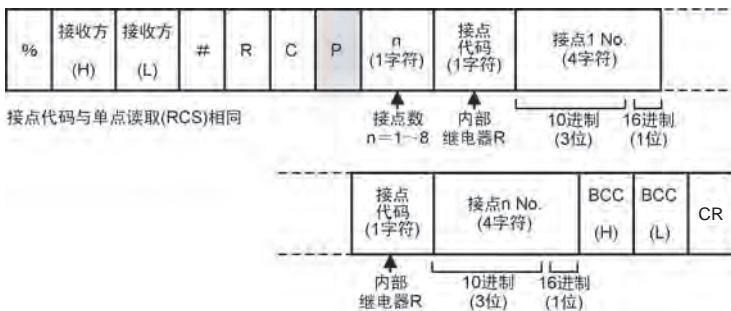 % 接收方 (H) 接收方 (L) # R C P n (1字符) 接点代码 (1字符) 接点1 No. (4字符)
接点代码与单点读取(RCS)相同
接点数 n=1~8
内部继电器R
10进制 (3位)
16进制 (1位)
接点代码 (1字符) 接点n No. (4字符) BCC (H) BCC (L) CR
内部继电器R
10进制 (3位)
16进制 (1位)